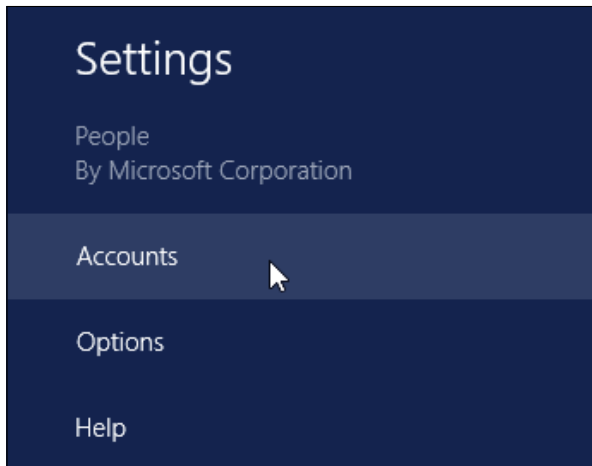 Settings
People
By Microsoft Corporation
Accounts
Options
Help